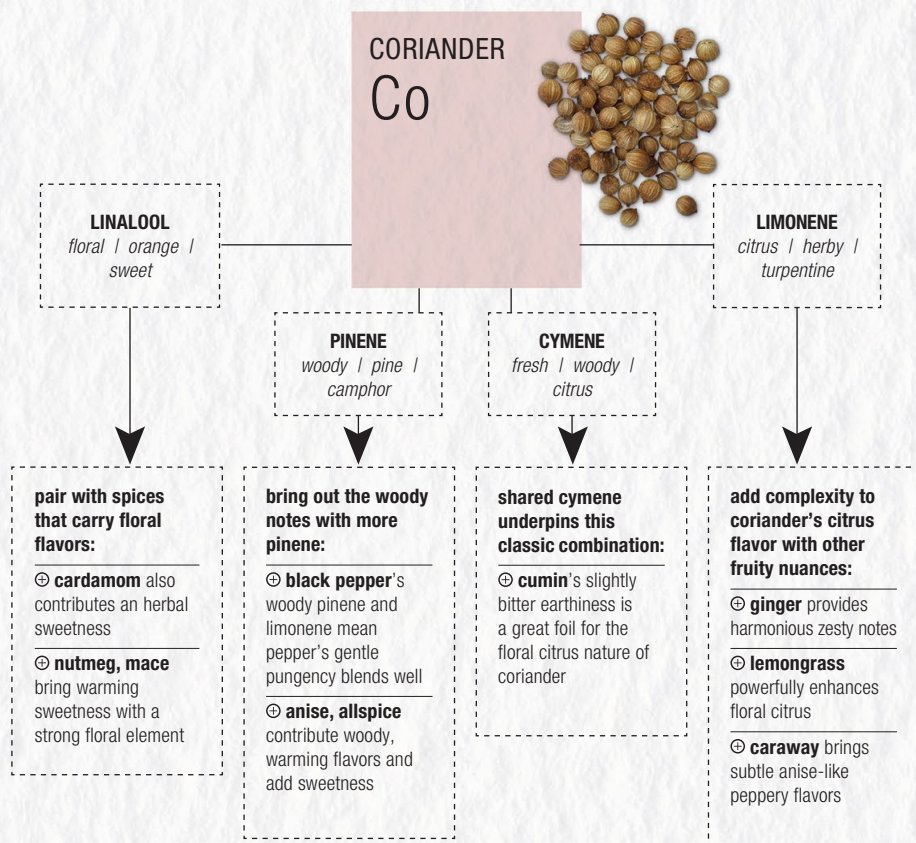 CORIANDER
Co
LINALOOL
floral | orange |
sweet
LIMONENE
citrus | herby |
turpentine
PINENE
woody | pine |
camphor
CYMENE
fresh | woody |
citrus
pair with spices
that carry floral
flavors:
⊕ cardamom also
contributes an herbal
sweetness
⊕ nutmeg, mace
bring warming
sweetness with a
strong floral element
bring out the woody
notes with more
pinene:
⊕ black pepper's
woody pinene and
limonene mean
pepper's gentle
pungency blends well
⊕ anise, allspice
contribute woody,
warming flavors and
add sweetness
shared cymene
underpins this
classic combination:
⊕ cumin's slightly
bitter earthiness is
a great foil for the
floral citrus nature of
coriander
add complexity to
coriander's citrus
flavor with other
fruity nuances:
⊕ ginger provides
harmonious zesty notes
⊕ lemongrass
powerfully enhances
floral citrus
⊕ caraway brings
subtle anise-like
peppery flavors